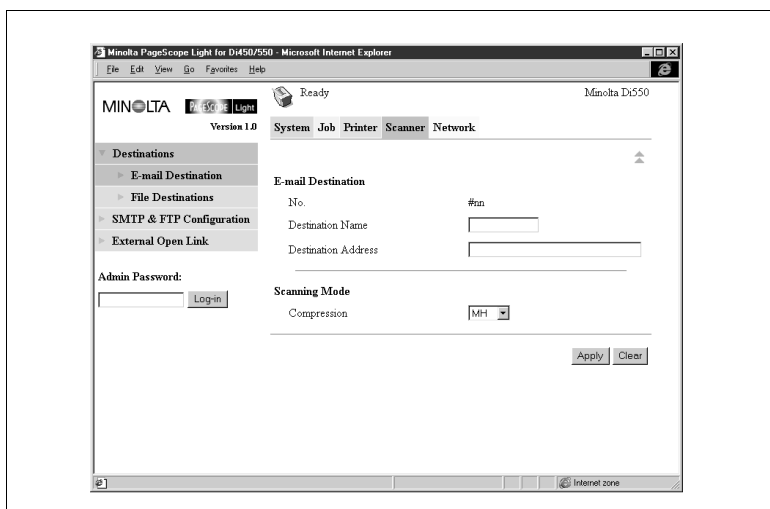 Minolta PageScope Light for Di450/550 - Microsoft Internet Explorer
File Edit View Go Favorites Help
MINOLTA PAGESCOPE Light
Version 1.0
Ready
Minolta Di550
System Job Printer Scanner Network
Destinations
E-mail Destination
File Destinations
SMTP & FTP Configuration
External Open Link
Admin Password:
Log-in
E-mail Destination
No. #nn
Destination Name
Destination Address
Scanning Mode
Compression MH
Apply Clear
Internet zone